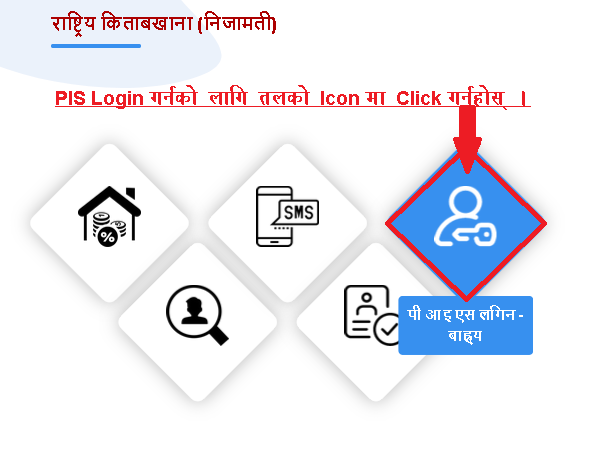 राष्ट्रिय किताबखाना (निजामती)
PIS Login गर्नको लागि तलको Icon मा Click गर्नुहोस् ।
SMS
%
पी आइ एस लगिन -
बाह्य